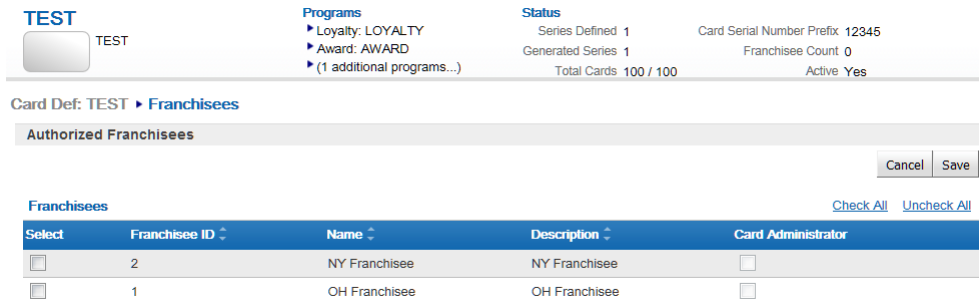 TEST Programs Status
TEST Loyalty: LOYALTY Series Defined 1 Card Serial Number Prefix 12345
Award: AWARD Generated Series 1 Franchisee Count 0
(1 additional programs...) Total Cards 100 / 100 Active Yes
Card Def: TEST Franchisees
Authorized Franchisees
Cancel Save
Franchisees Check All Uncheck All
Select Franchisee ID Name Description Card Administrator
2 NY Franchisee NY Franchisee
1 OH Franchisee OH Franchisee